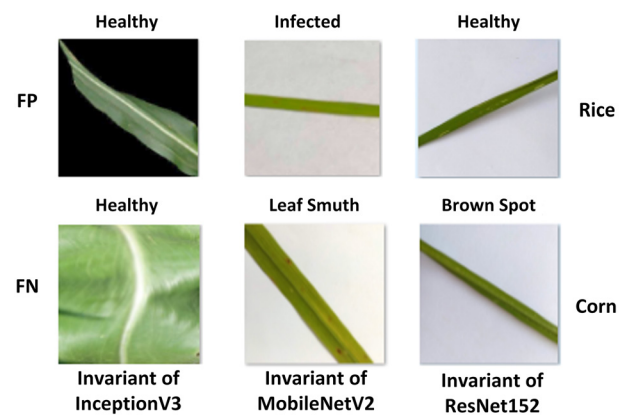 Healthy Infected Healthy
FP
Rice
Healthy Leaf Smuth Brown Spot
FN
Corn
Invariant of Invariant of Invariant of
InceptionV3 MobileNetV2 ResNet152